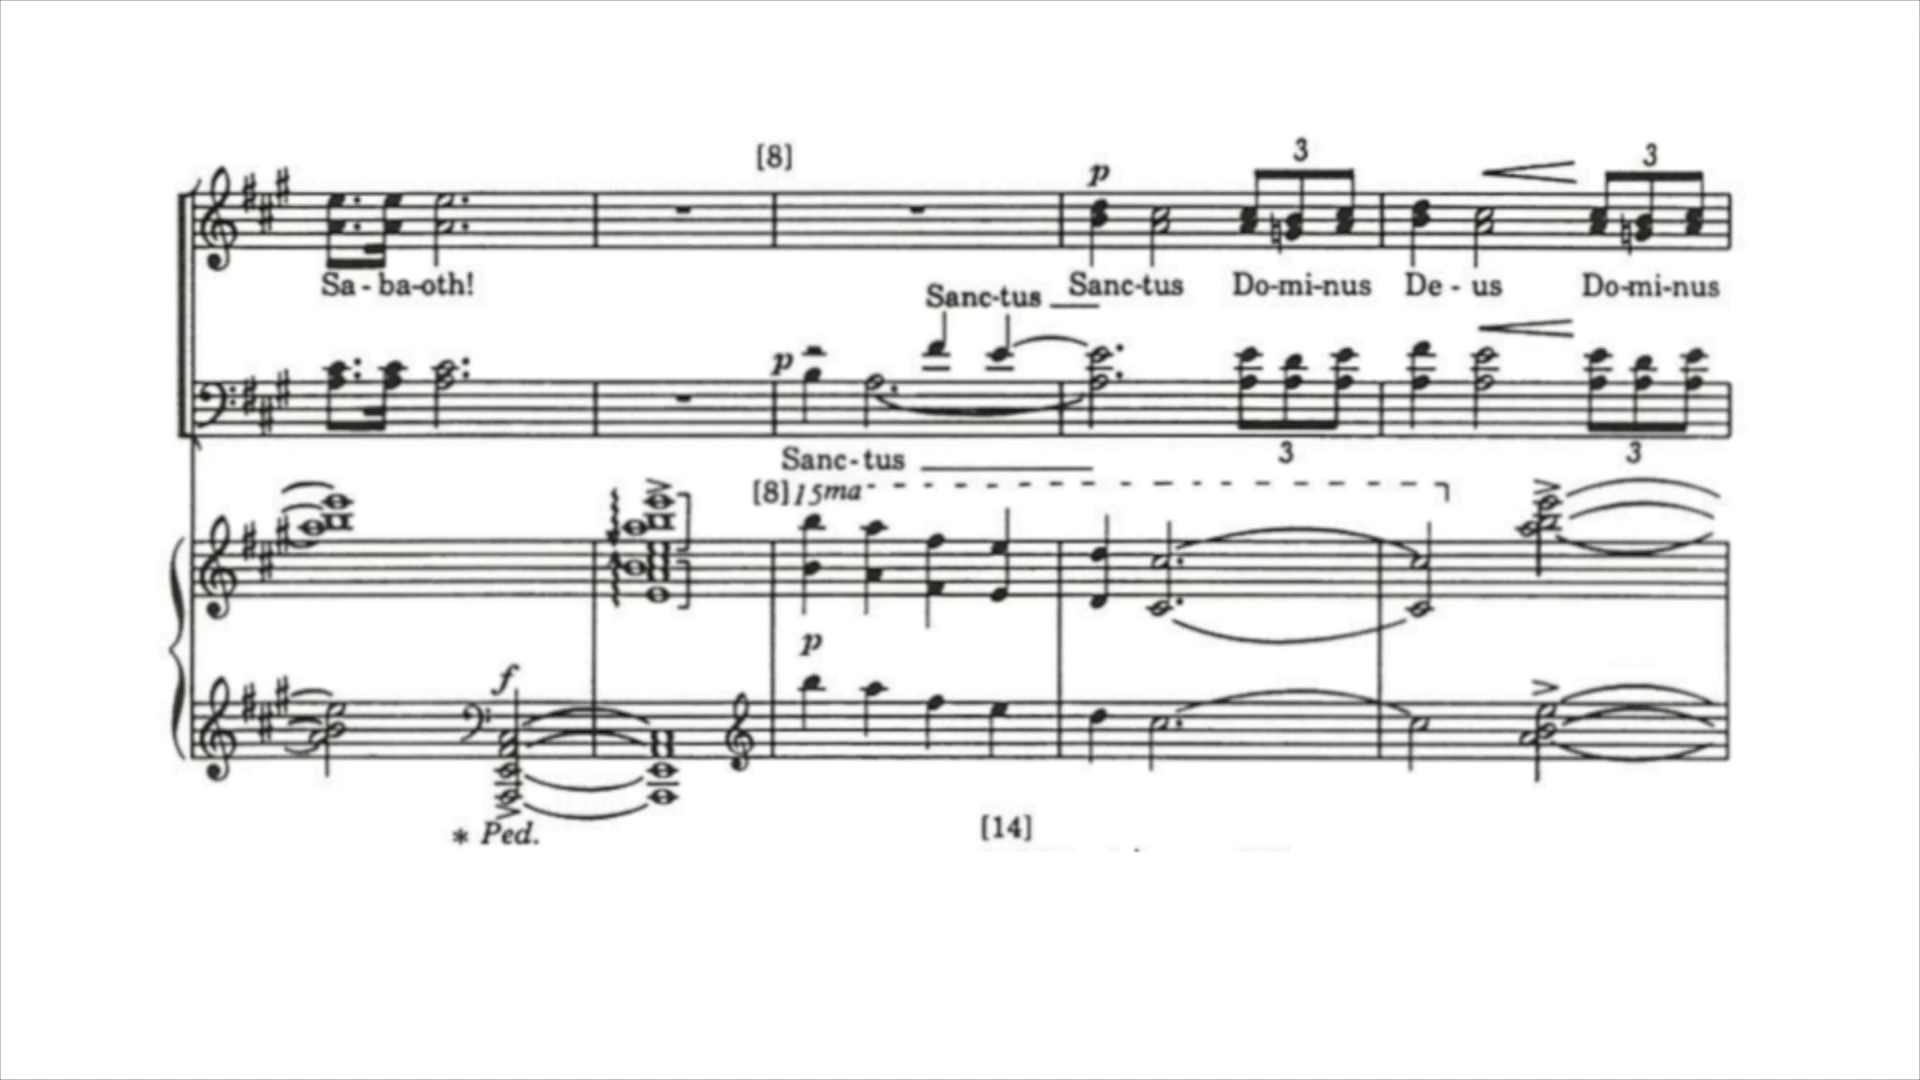 [8]
p 3 3
Sa - ba-oth! Sanc-tus Do-mi-nus De - us Do-mi-nus
Sanc-tus
p
3 3
Sanc-tus
[8] 15ma
p
f
* Ped.
[14]